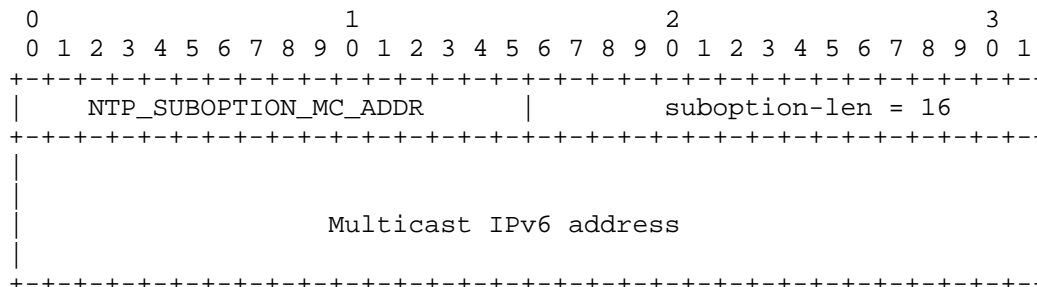 0                   1                   2                   3
 0 1 2 3 4 5 6 7 8 9 0 1 2 3 4 5 6 7 8 9 0 1 2 3 4 5 6 7 8 9 0 1
+-+-+-+-+-+-+-+-+-+-+-+-+-+-+-+-+-+-+-+-+-+-+-+-+-+-+-+-+-+-+-+-+-
|    NTP_SUBOPTION_MC_ADDR      |        suboption-len = 16
+-+-+-+-+-+-+-+-+-+-+-+-+-+-+-+-+-+-+-+-+-+-+-+-+-+-+-+-+-+-+-+-+-
|
|
|                   Multicast IPv6 address
|
+-+-+-+-+-+-+-+-+-+-+-+-+-+-+-+-+-+-+-+-+-+-+-+-+-+-+-+-+-+-+-+-+-